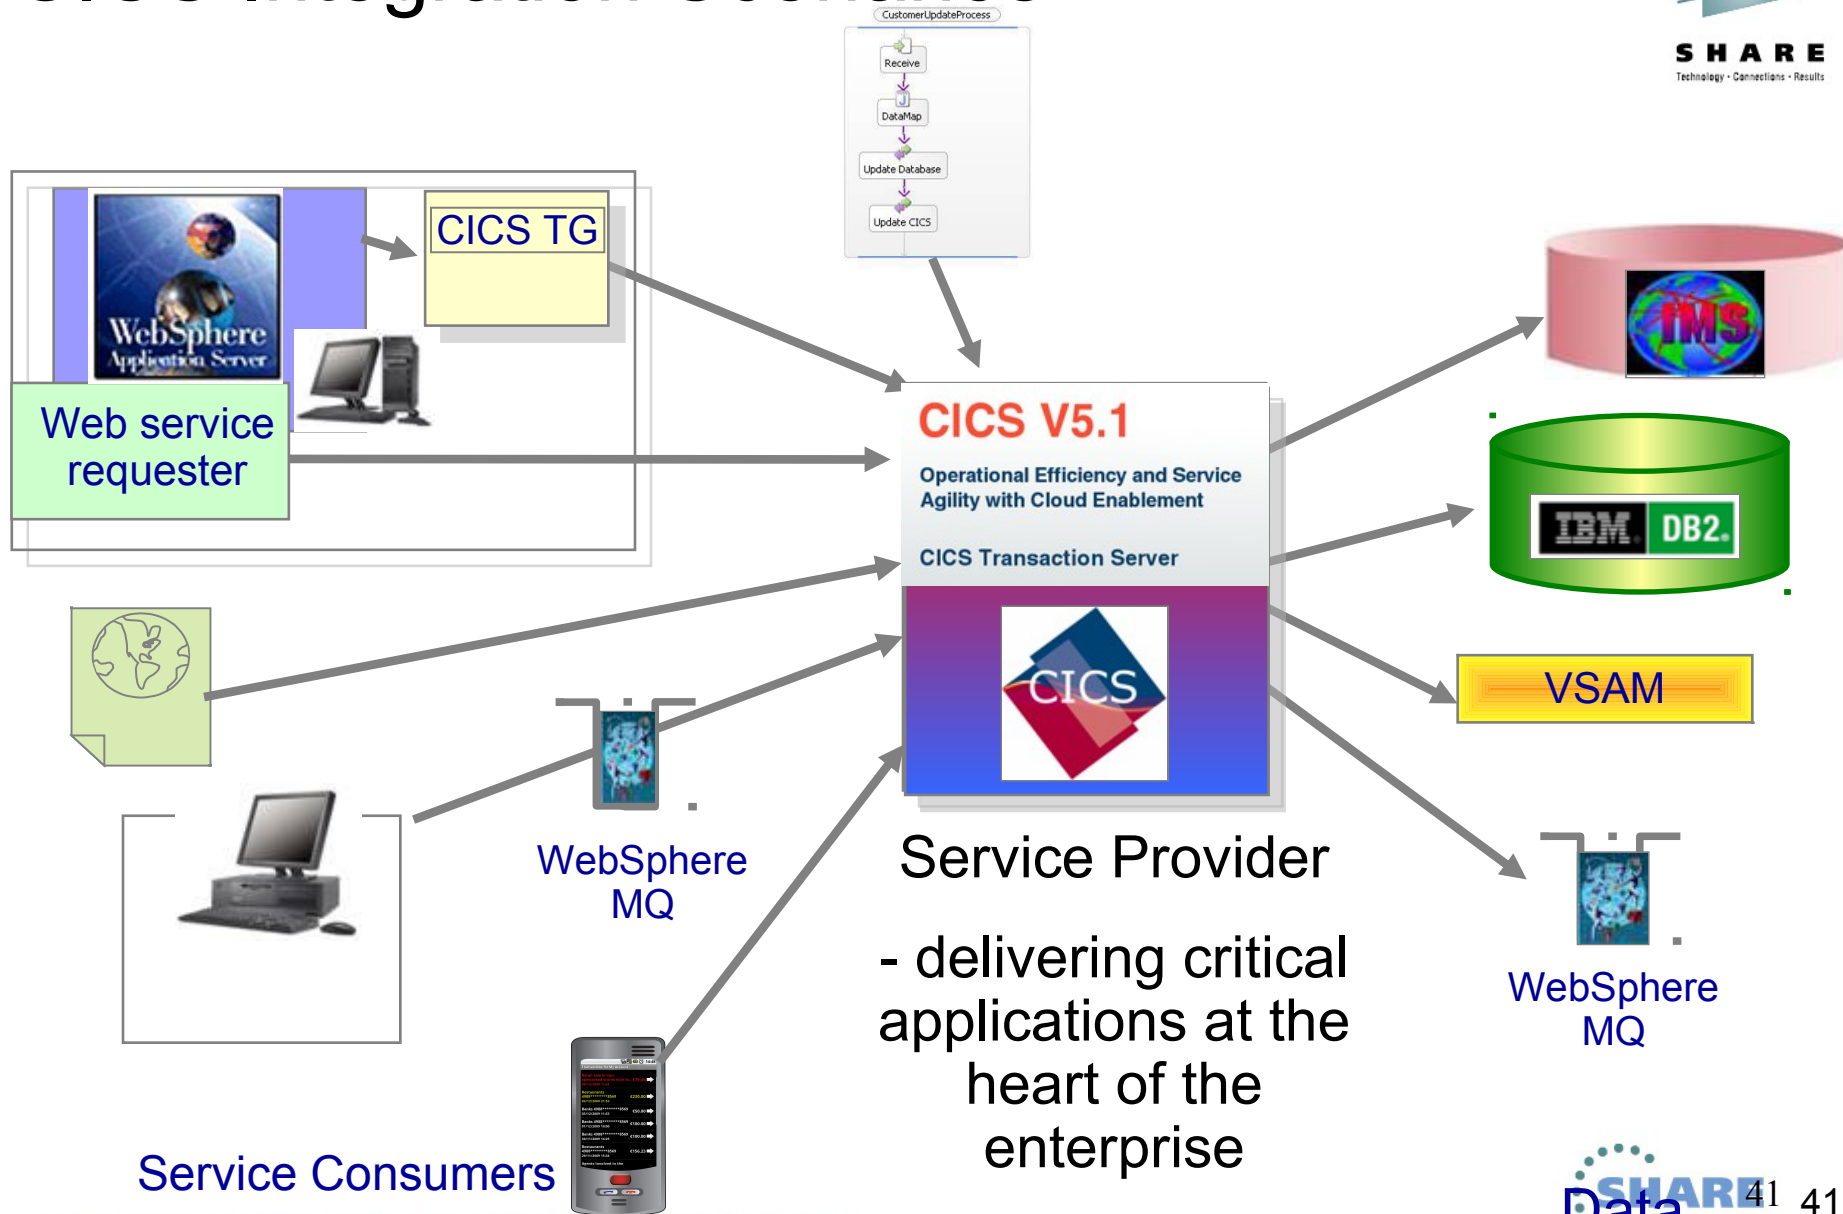 CustomerUpdateProcess
Receive
DataMap
Update Database
Update CICS
SHARE
Technology · Connections · Results
WebSphere
Application Server
CICS TG
Web service
requester
CICS V5.1
Operational Efficiency and Service
Agility with Cloud Enablement
CICS Transaction Server
CICS
IMS
IBM. DB2.
VSAM
WebSphere
MQ
WebSphere
MQ
Service Provider
- delivering critical
applications at the
heart of the
enterprise
Service Consumers
SHARE
Data
41
41